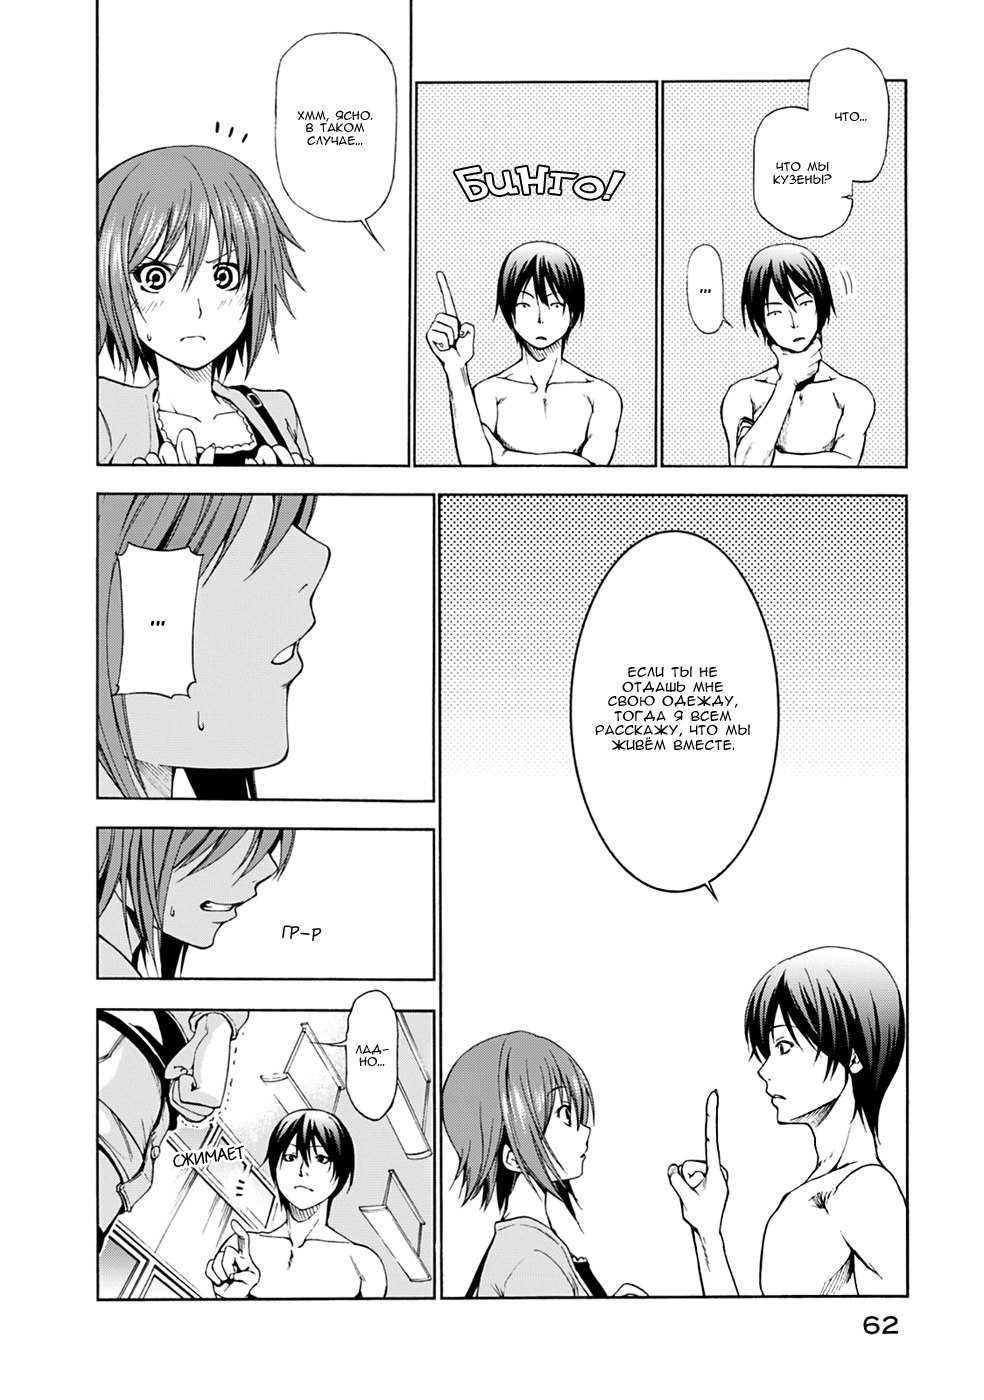 ЧТО...
ЧТО МЫ
КУЗЕНЫ?
...
БИНГО!
ХММ, ЯСНО.
В ТАКОМ
СЛУЧАЕ...
ЕСЛИ ТЫ НЕ
ОТДАШЬ МНЕ
СВОЮ ОДЕЖДУ,
ТОГДА Я ВСЕМ
РАССКАЖУ, ЧТО МЫ
ЖИВЁМ ВМЕСТЕ.
...
ГР-Р
ЛАД-
НО...
СЖИМАЕТ
62